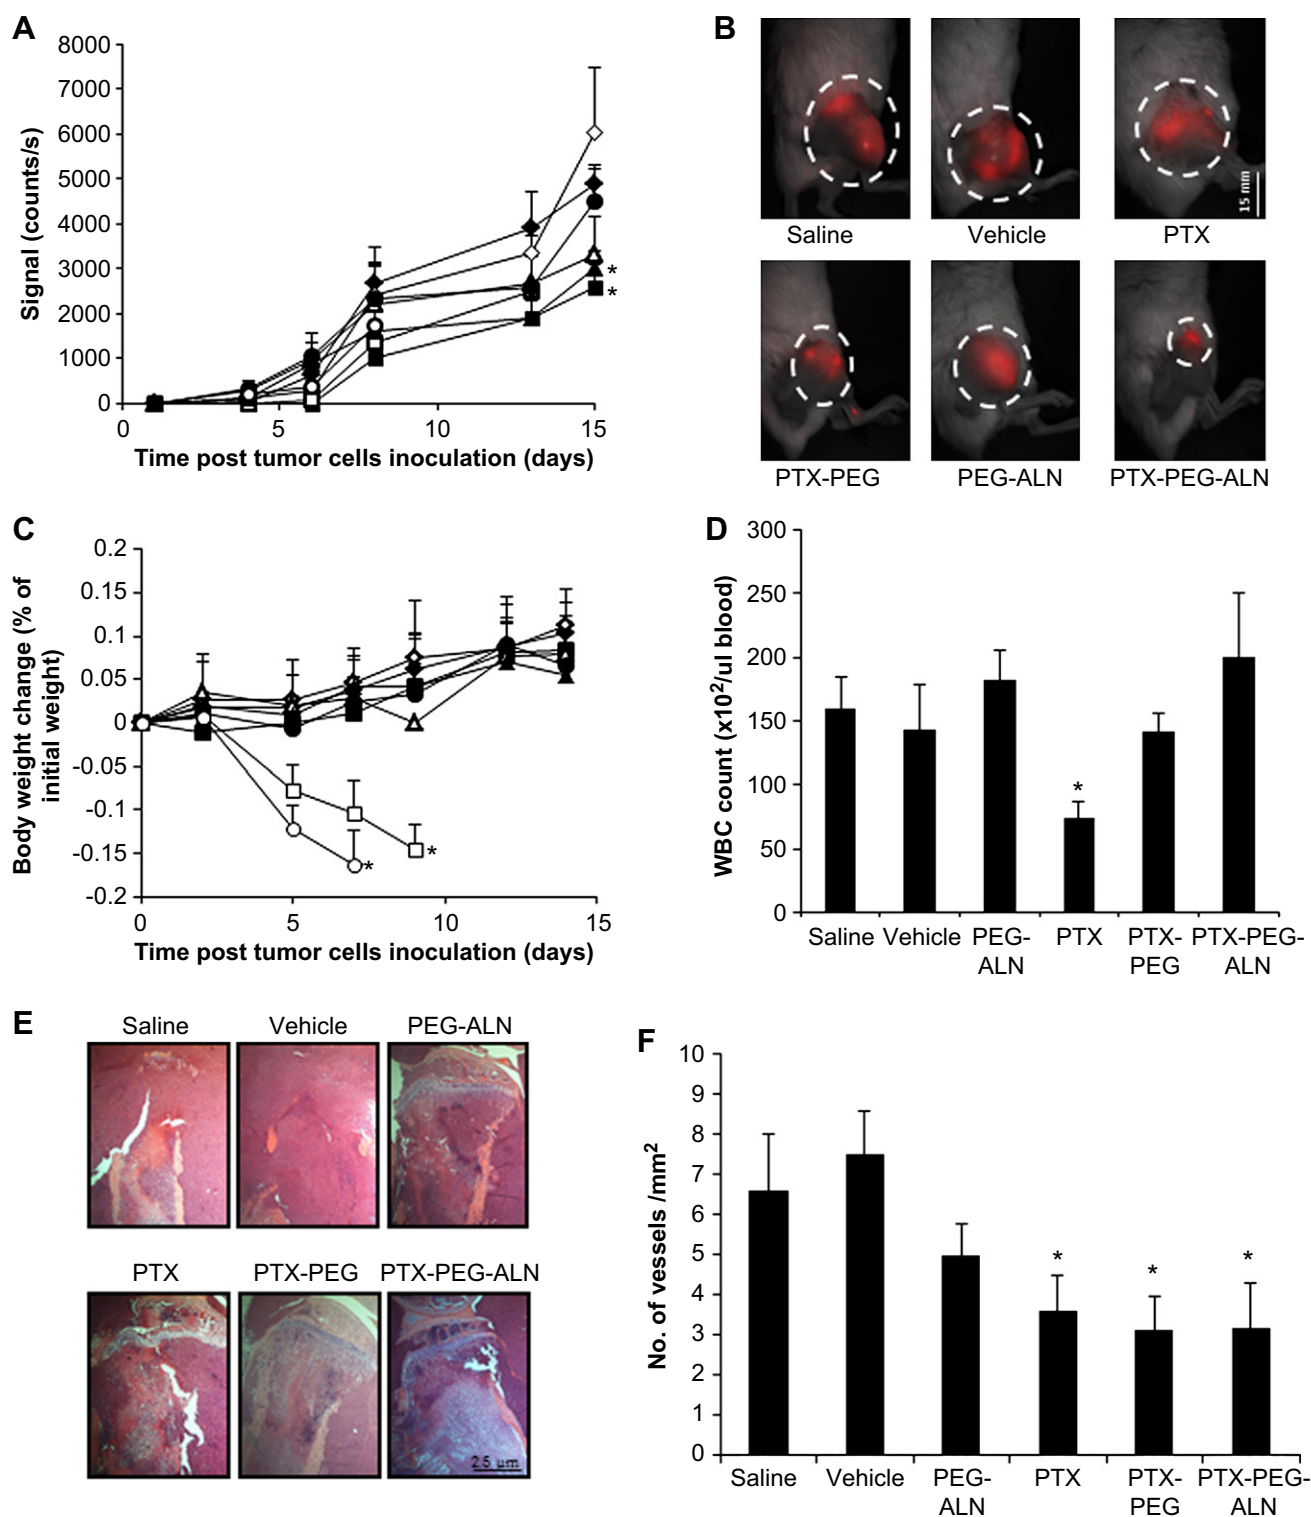 A
8000
7000
6000
5000
4000
3000
2000
1000
0
Signal (counts/s)
*
*
0 5 10 15
Time post tumor cells inoculation (days)
B
15 mm
Saline Vehicle PTX
PTX-PEG PEG-ALN PTX-PEG-ALN
C
0.2
0.15
0.1
0.05
0
-0.05
-0.1
-0.15
-0.2
Body weight change (% of
initial weight)
*
*
0 5 10 15
Time post tumor cells inoculation (days)
D
300
250
200
150
100
50
0
WBC count (x10²/ul blood)
*
Saline Vehicle PEG- PTX PTX- PTX-PEG-
ALN PEG ALN
E
Saline Vehicle PEG-ALN
PTX PTX-PEG PTX-PEG-ALN
25 um
F
10
9
8
7
6
5
4
3
2
1
0
No. of vessels /mm²
* * *
Saline Vehicle PEG- PTX PTX- PTX-PEG-
ALN PEG ALN